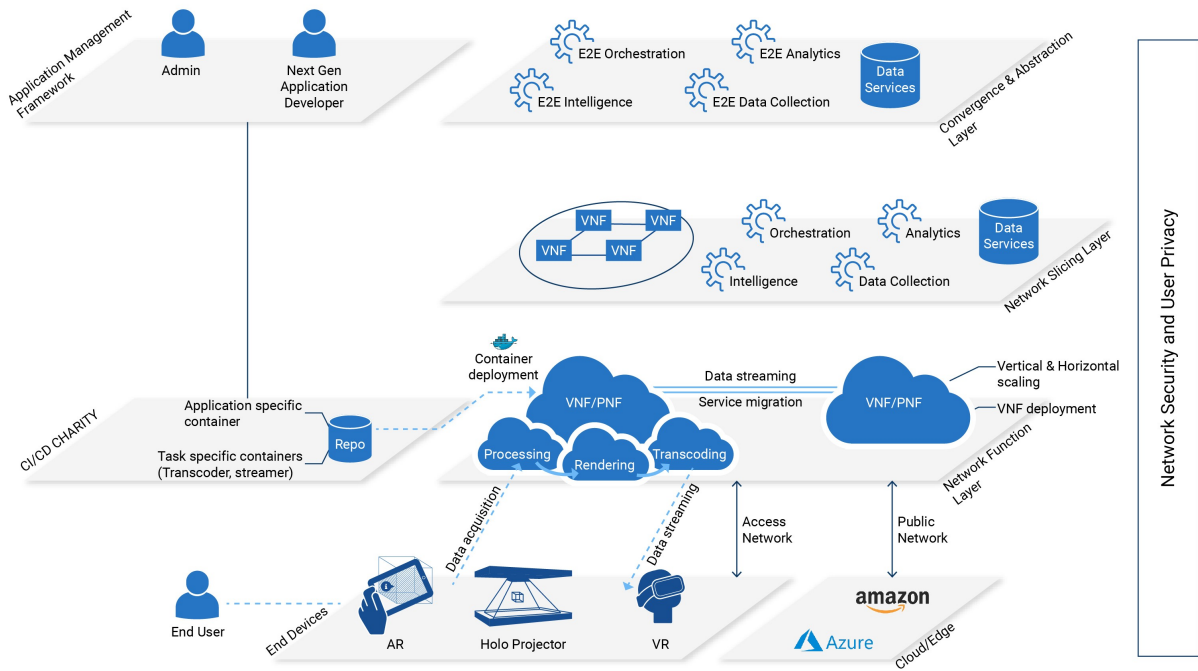 Application Management
Framework
Admin
Next Gen
Application
Developer
E2E Orchestration
E2E Analytics
E2E Intelligence
E2E Data Collection
Data
Services
Convergence & Abstraction
Layer
VNF
VNF
VNF
VNF
Orchestration
Analytics
Intelligence
Data Collection
Data
Services
Network Slicing Layer
Network Security and User Privacy
CI/CD CHARITY
Application specific
container
Task specific containers
(Transcoder, streamer)
Repo
Container
deployment
VNF/PNF
Processing
Rendering
Transcoding
Data streaming
Service migration
VNF/PNF
Vertical & Horizontal
scaling
VNF deployment
Network Function
Layer
Data acquisition
Data streaming
Access
Network
Public
Network
End User
End Devices
AR
Holo Projector
VR
amazon
Azure
Cloud/Edge